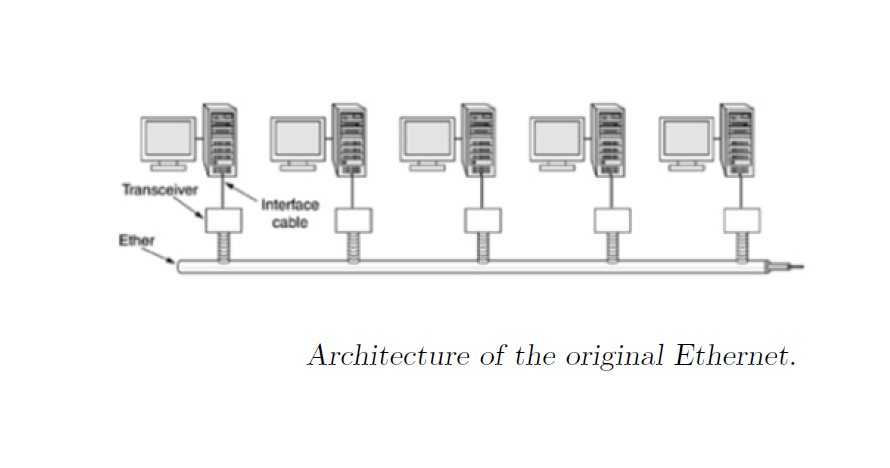 Transceiver
Interface
cable
Ether
Architecture of the original Ethernet.